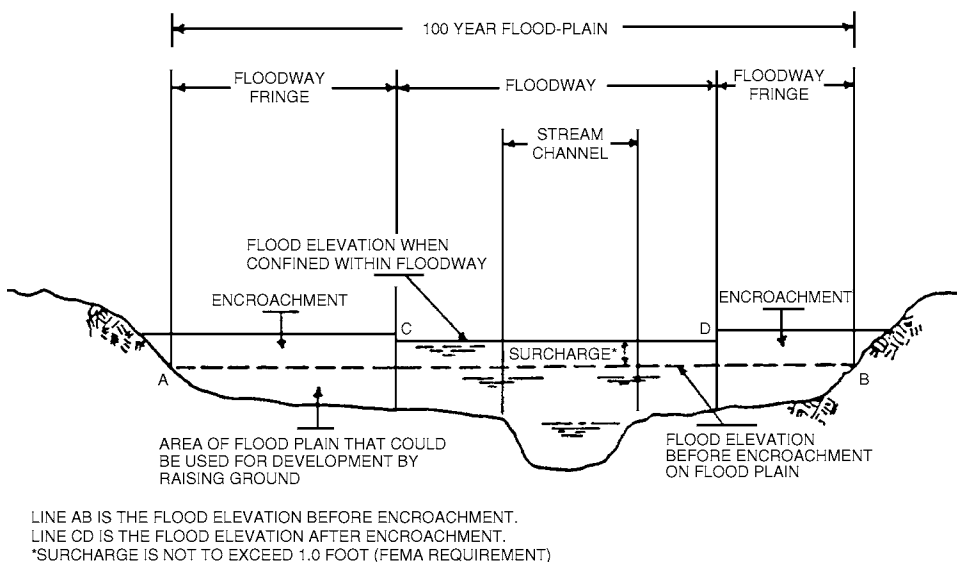 100 YEAR FLOOD-PLAIN
FLOODWAY
FRINGE
FLOODWAY
FLOODWAY
FRINGE
STREAM
CHANNEL
FLOOD ELEVATION WHEN
CONFINED WITHIN FLOODWAY
ENCROACHMENT
ENCROACHMENT
C
D
SURCHARGE*
A
B
AREA OF FLOOD PLAIN THAT COULD
BE USED FOR DEVELOPMENT BY
RAISING GROUND
FLOOD ELEVATION
BEFORE ENCROACHMENT
ON FLOOD PLAIN
LINE AB IS THE FLOOD ELEVATION BEFORE ENCROACHMENT.
LINE CD IS THE FLOOD ELEVATION AFTER ENCROACHMENT.
*SURCHARGE IS NOT TO EXCEED 1.0 FOOT (FEMA REQUIREMENT)